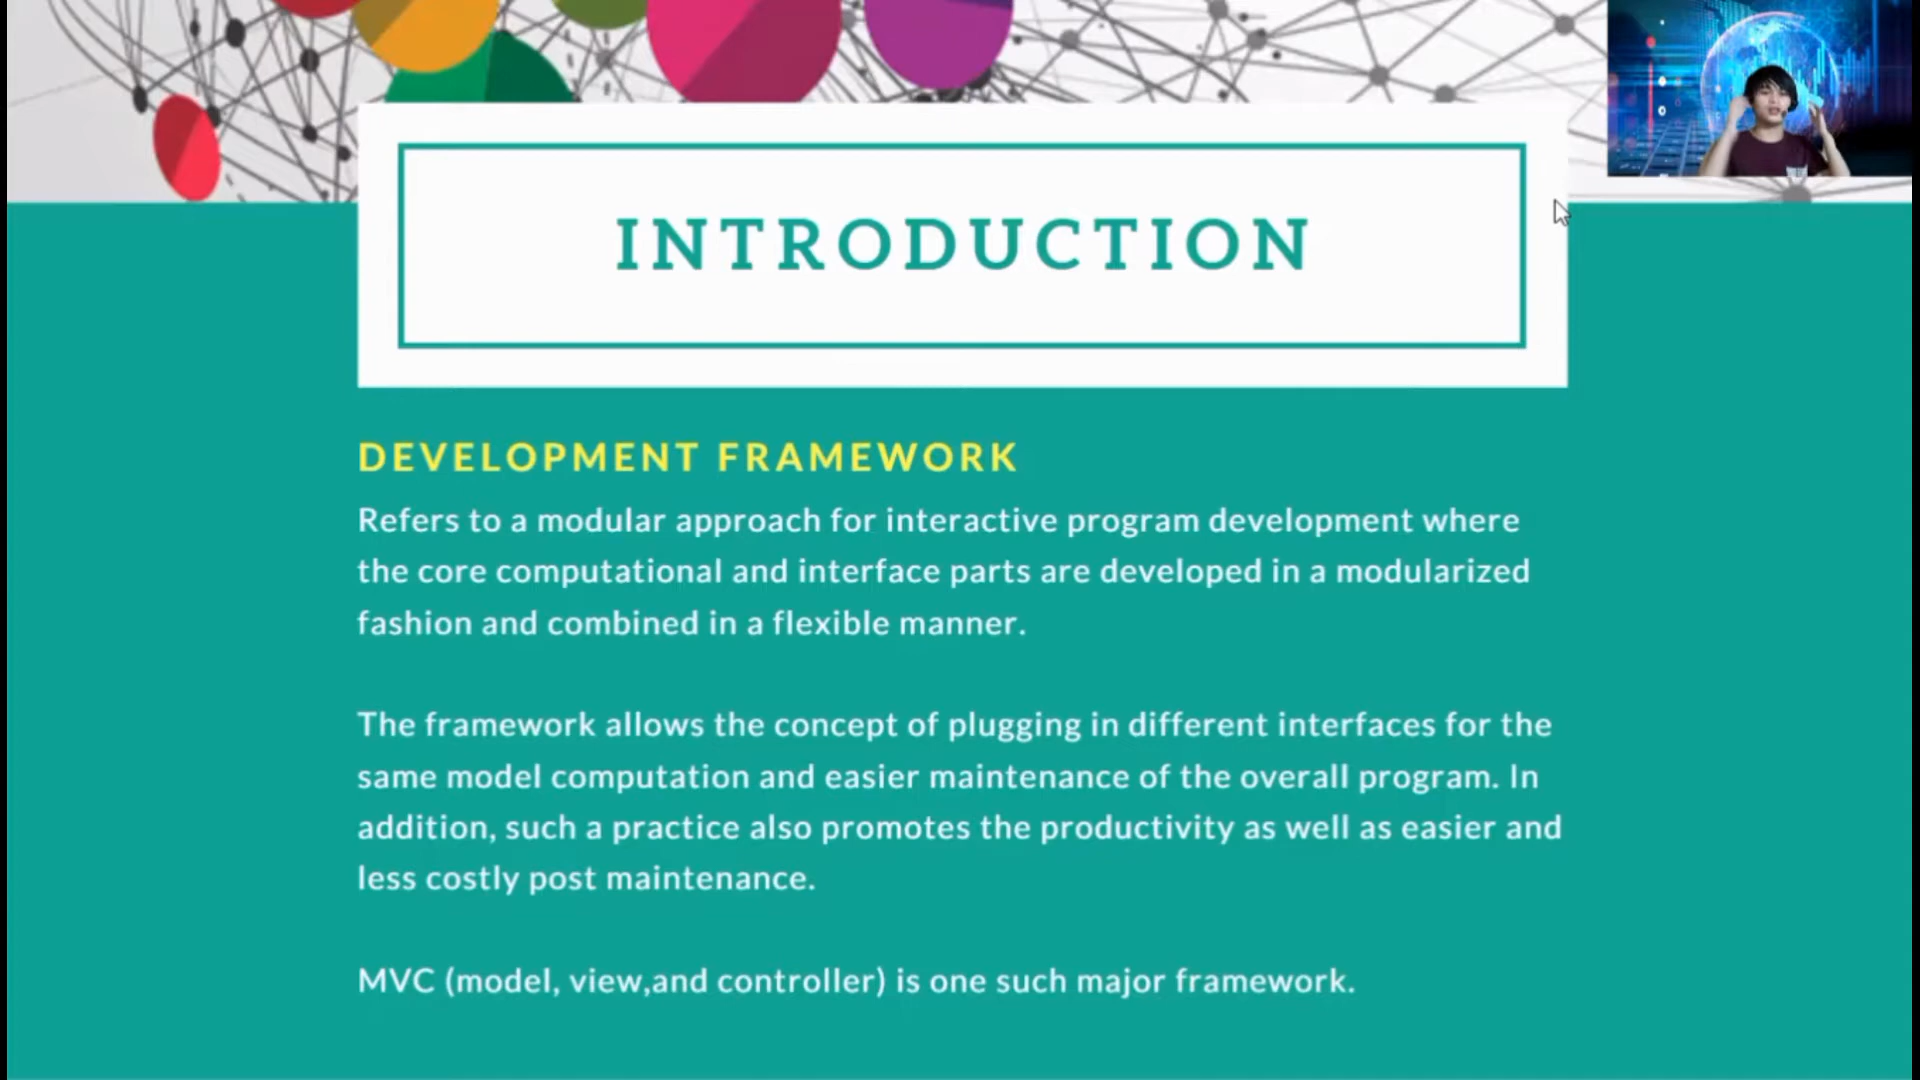 INTRODUCTION
DEVELOPMENT FRAMEWORK
Refers to a modular approach for interactive program development where
the core computational and interface parts are developed in a modularized
fashion and combined in a flexible manner.
The framework allows the concept of plugging in different interfaces for the
same model computation and easier maintenance of the overall program. In
addition, such a practice also promotes the productivity as well as easier and
less costly post maintenance.
MVC (model, view,and controller) is one such major framework.